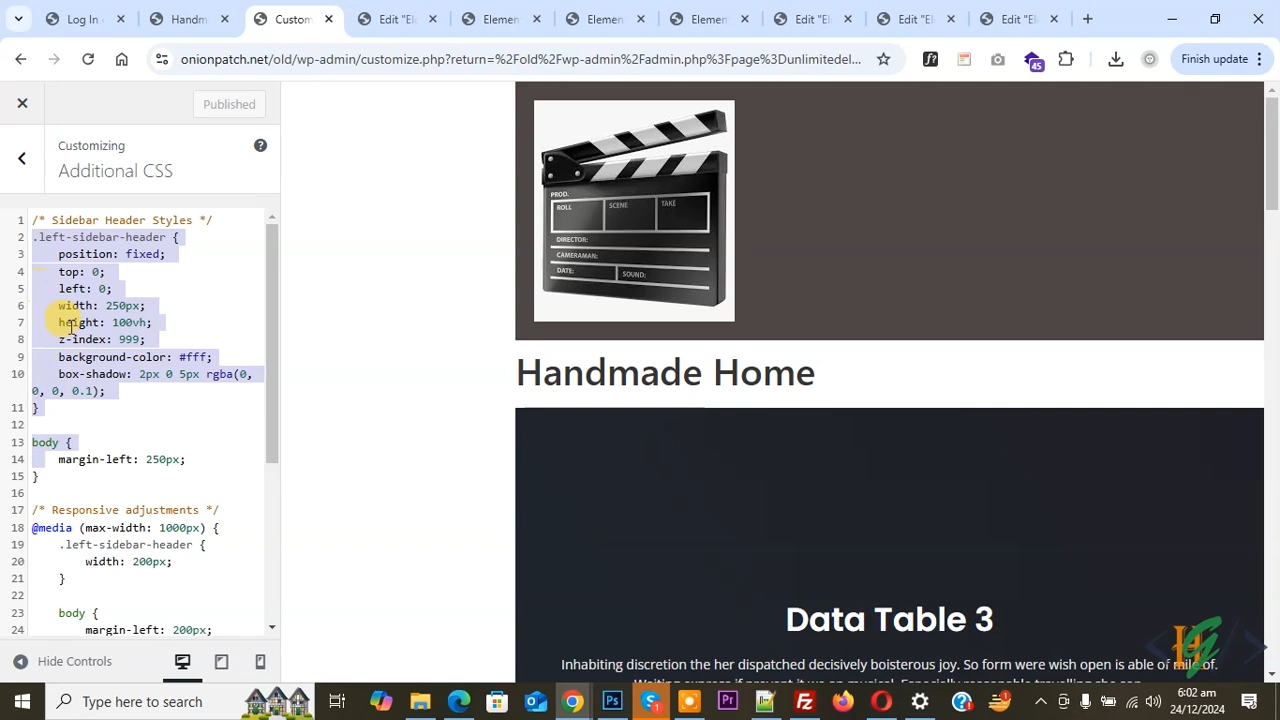 Log In
Handm
Custom
Edit "El
Elemen
Elemen
Elemen
Edit "El
Edit "El
Edit "El
onionpatch.net/old/wp-admin/customize.php?return=%2Fold%2Fwp-admin%2Fadmin.php%3Fpage%3Dunlimitedel...
45
Finish update
Published
Customizing
Additional CSS
1 /* Sidebar Header Styles */
2 .left-sidebar-header {
3 position: fixed;
4 top: 0;
5 left: 0;
6 width: 250px;
7 height: 100vh;
8 z-index: 999;
9 background-color: #fff;
10 box-shadow: 2px 0 5px rgba(0,
0, 0, 0.1);
11 }
12
13 body {
14 margin-left: 250px;
15 }
16
17 /* Responsive adjustments */
18 @media (max-width: 1000px) {
19 .left-sidebar-header {
20 width: 200px;
21 }
22
23 body {
24 margin-left: 200px;
Hide Controls
PROD.
ROLL SCENE TAKE
DIRECTOR:
CAMERAMAN:
DATE: SOUND:
Handmade Home
Data Table 3
Inhabiting discretion the her dispatched decisively boisterous joy. So form were wish open is able of mile of.
Type here to search
6:02 am
24/12/2024